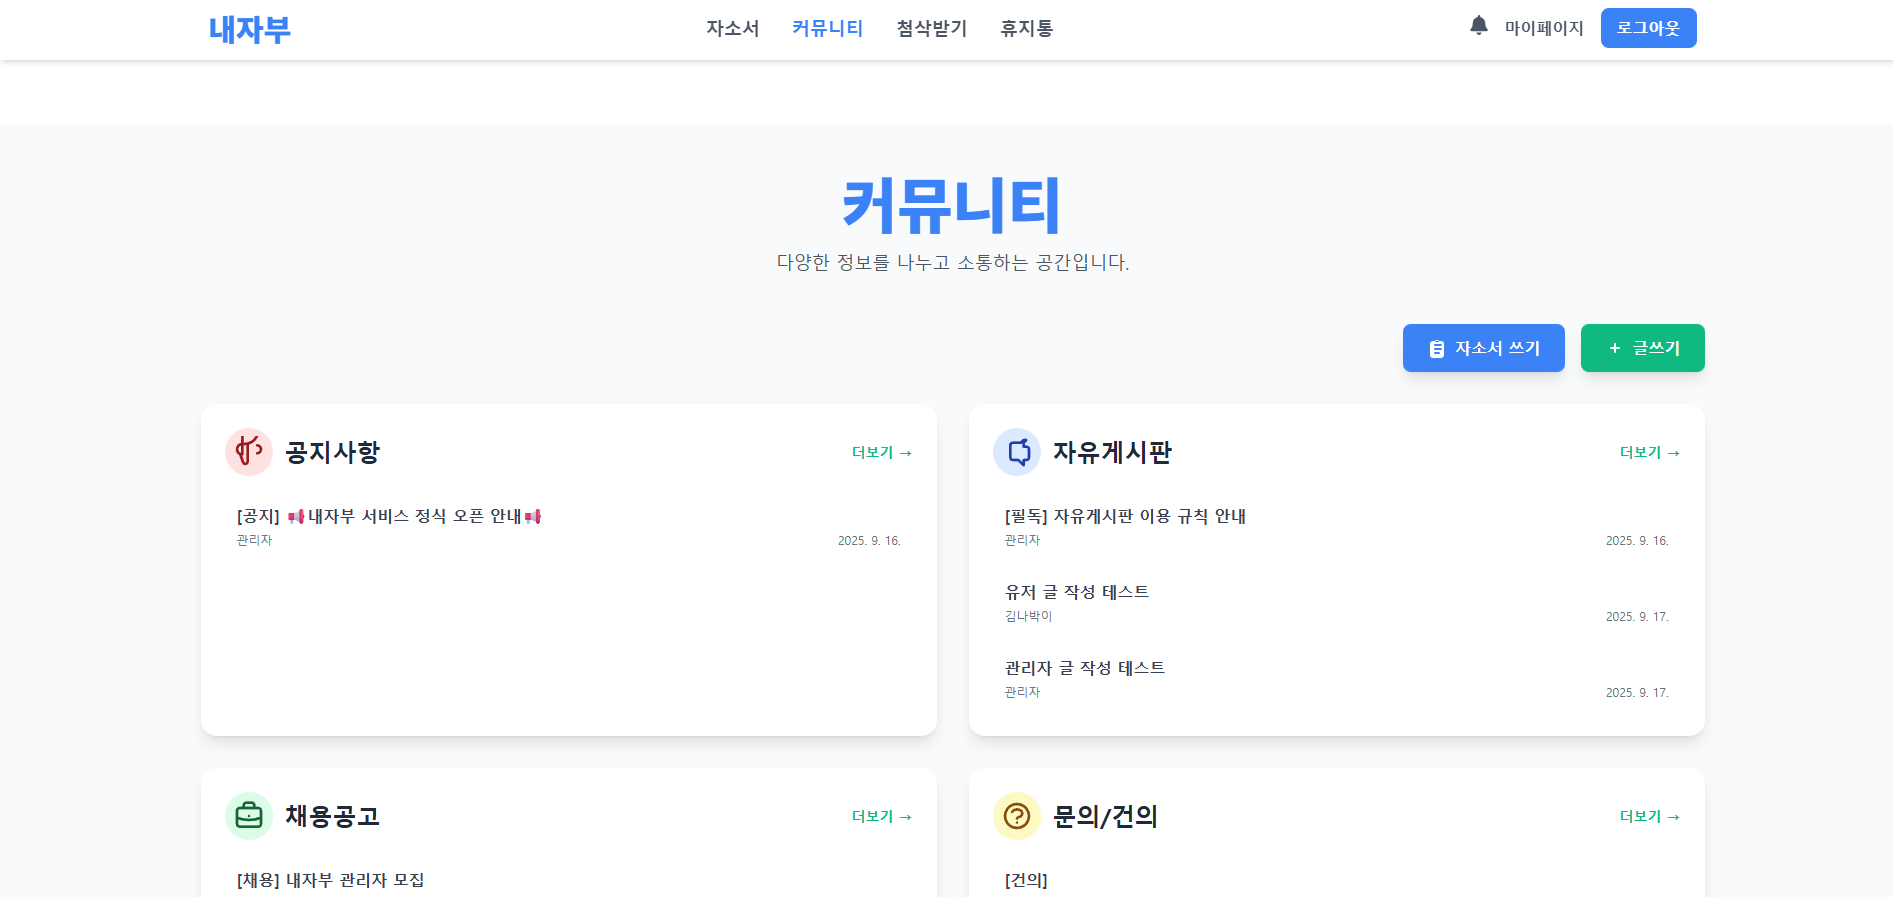 내자부
자소서 커뮤니티 첨삭받기 휴지통
마이페이지 로그아웃
커뮤니티
다양한 정보를 나누고 소통하는 공간입니다.
자소서 쓰기
+ 글쓰기
공지사항
더보기 →
[공지] 📢내자부 서비스 정식 오픈 안내📢
관리자 2025. 9. 16.
자유게시판
더보기 →
[필독] 자유게시판 이용 규칙 안내
관리자 2025. 9. 16.
유저 글 작성 테스트
김나박이 2025. 9. 17.
관리자 글 작성 테스트
관리자 2025. 9. 17.
채용공고
더보기 →
[채용] 내자부 관리자 모집
문의/건의
더보기 →
[건의]